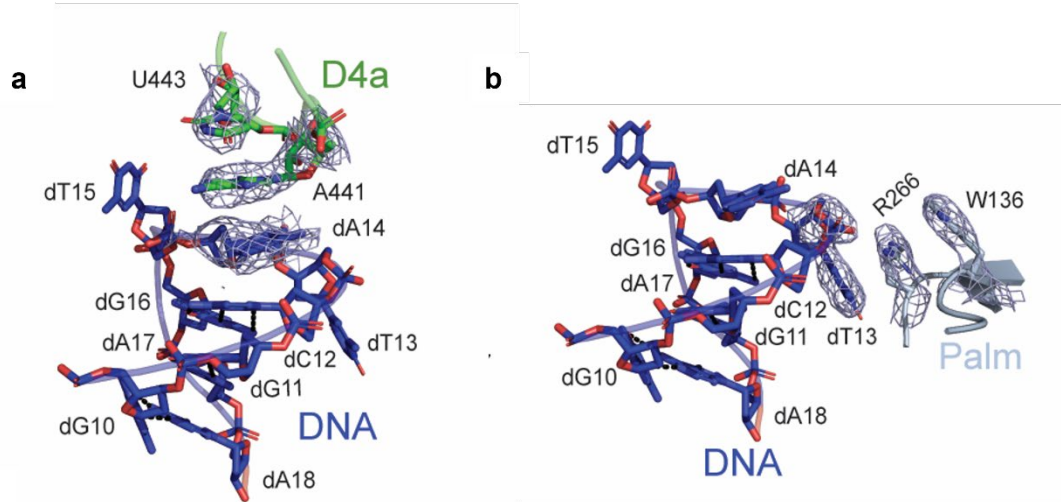 a
U443
D4a
dT15
A441
dA14
dG16
dA17
dC12
dT13
dG11
dG10
DNA
dA18
b
dT15
dA14
R266
W136
dG16
dA17
dC12
dG11
dT13
Palm
dG10
dA18
DNA